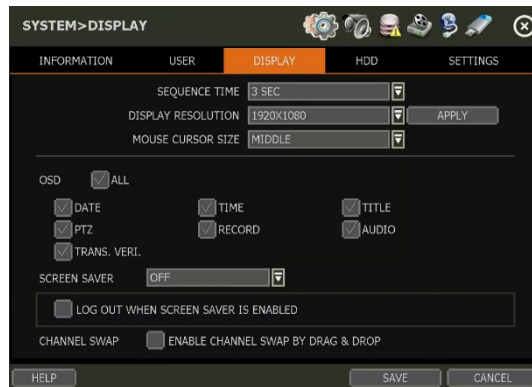 SYSTEM>DISPLAY
INFORMATION USER DISPLAY HDD SETTINGS
SEQUENCE TIME 3 SEC
DISPLAY RESOLUTION 1920X1080 APPLY
MOUSE CURSOR SIZE MIDDLE
OSD ALL
DATE TIME TITLE
PTZ RECORD AUDIO
TRANS. VERI.
SCREEN SAVER OFF
LOG OUT WHEN SCREEN SAVER IS ENABLED
CHANNEL SWAP ENABLE CHANNEL SWAP BY DRAG & DROP
HELP SAVE CANCEL